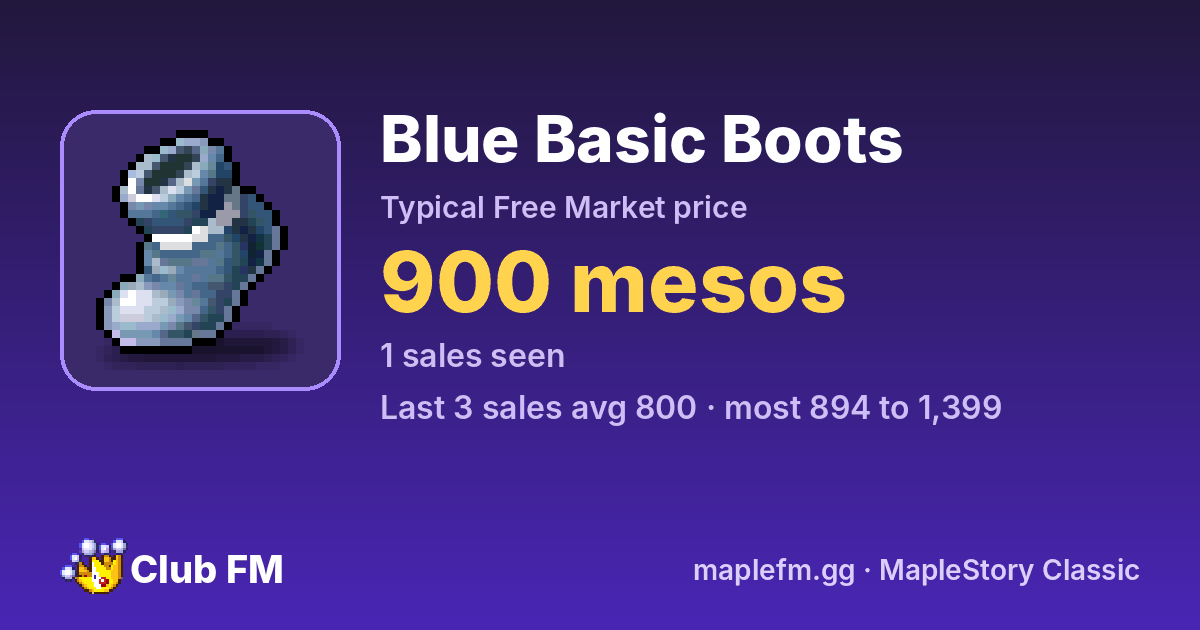 Blue Basic Boots
Typical Free Market price
900 mesos
1 sales seen
Last 3 sales avg 800 · most 894 to 1,399
Club FM
maplefm.gg · MapleStory Classic